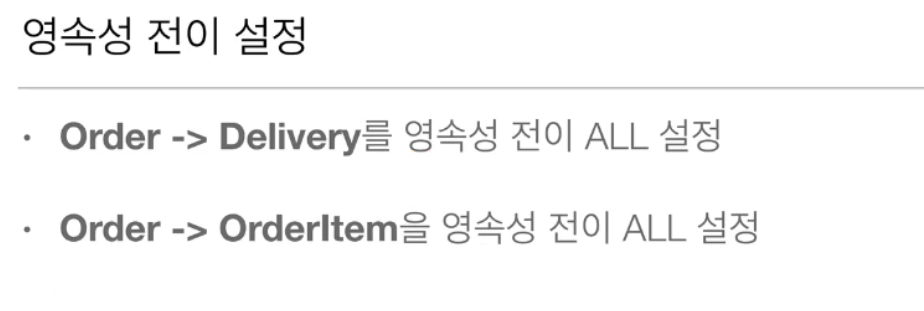 영속성 전이 설정
• Order -> Delivery를 영속성 전이 ALL 설정
• Order -> OrderItem을 영속성 전이 ALL 설정